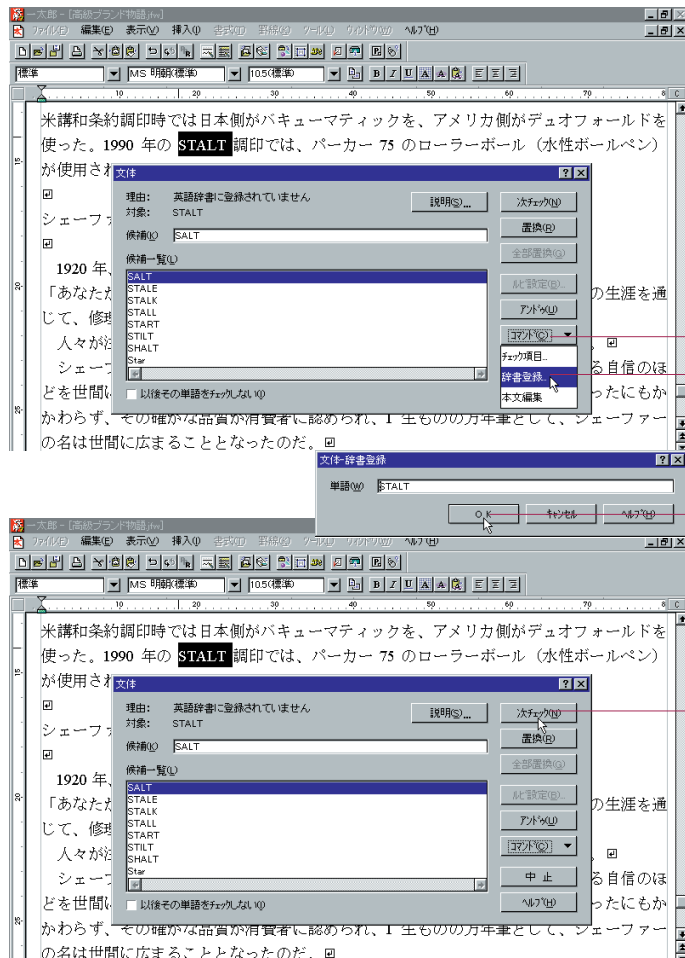 一太郎 - [高級ブランド物語.jfw]
ファイル(F) 編集(E) 表示(V) 挿入(I) 書式(O) 罫線(G) ツール(L) ウィンドウ(W) ヘルプ(H)
標準 MS 明朝(標準) 10.5(標準) B I U A A
10 20 30 40 50 60 70 8 C
米講和条約調印時では日本側がバキューマティックを、アメリカ側がデュオフォールドを
使った。1990 年の STALT 調印では、パーカー 75 のローラーボール（水性ボールペン）
が使用され
文体
理由: 英語辞書に登録されていません 説明(S)... 次チェック(N)
対象: STALT
シェーファ
候補(K) SALT 置換(R)
候補一覧(L) 全部置換(Q)
1920 年、
SALT
STALE ルビ設定(B)...
「あなたが の生涯を通
STALK
STALL アンドゥ(U)
じて、修理
START
STILT コマンド(C)
人々が注 。
SHALT
Star チェック項目...
シェーフ る自信のほ
辞書登録...
どを世間に ったにもか
以後その単語をチェックしない(X) 本文編集
かわらず、その確かな品質が消費者に認められ、1 生ものの万年筆として、シェーファー
の名は世間に広まることとなったのだ。
文体-辞書登録
単語(W) STALT
OK キャンセル ヘルプ(H)
一太郎 - [高級ブランド物語.jfw]
ファイル(F) 編集(E) 表示(V) 挿入(I) 書式(O) 罫線(G) ツール(L) ウィンドウ(W) ヘルプ(H)
標準 MS 明朝(標準) 10.5(標準) B I U A A
10 20 30 40 50 60 70 8 C
米講和条約調印時では日本側がバキューマティックを、アメリカ側がデュオフォールドを
使った。1990 年の STALT 調印では、パーカー 75 のローラーボール（水性ボールペン）
が使用され
文体
理由: 英語辞書に登録されていません 説明(S)... 次チェック(N)
対象: STALT
シェーファ
候補(K) SALT 置換(R)
候補一覧(L) 全部置換(Q)
1920 年、
SALT
STALE ルビ設定(B)...
「あなたが の生涯を通
STALK
STALL アンドゥ(U)
じて、修理
START
STILT コマンド(C)
人々が注 。
SHALT
Star 中 止
シェーフ る自信のほ
どを世間に ったにもか
以後その単語をチェックしない(X) ヘルプ(H)
かわらず、その確かな品質が消費者に認められ、1 生ものの万年筆として、シェーファー
の名は世間に広まることとなったのだ。